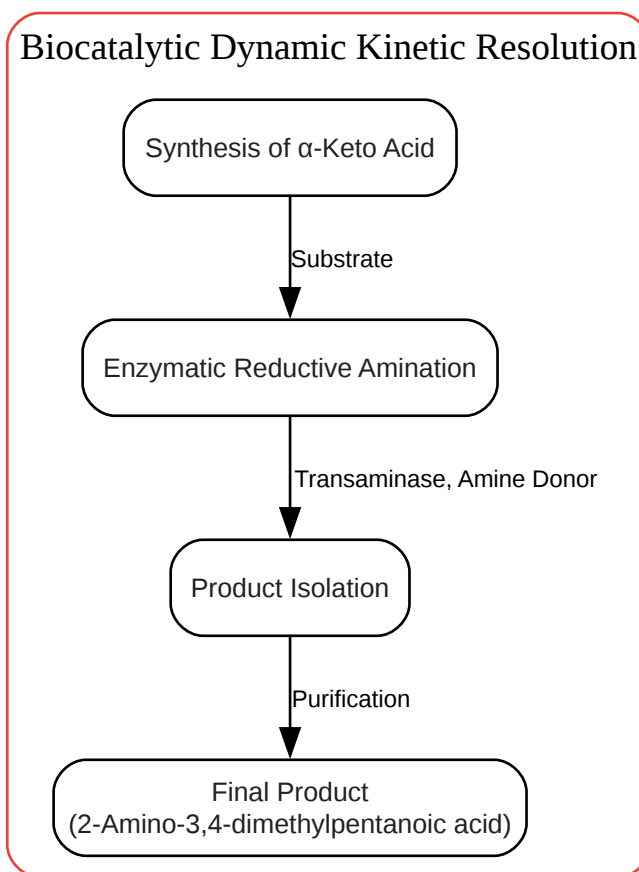 Biocatalytic Dynamic Kinetic Resolution
Synthesis of α-Keto Acid
Substrate
Enzymatic Reductive Amination
Transaminase, Amine Donor
Product Isolation
Purification
Final Product
(2-Amino-3,4-dimethylpentanoic acid)